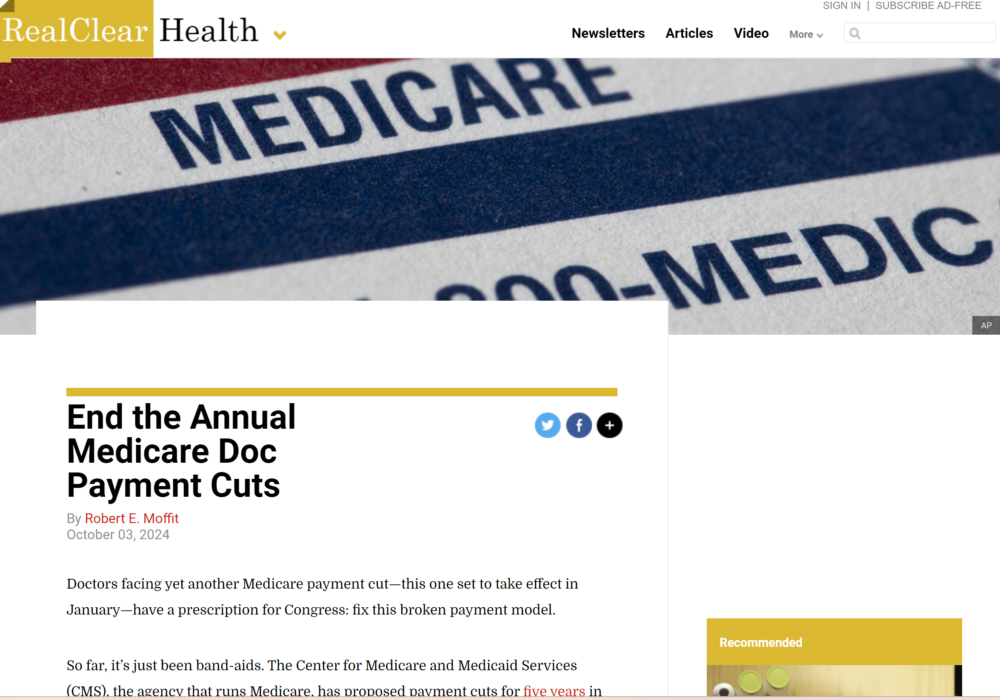 SIGN IN | SUBSCRIBE AD-FREE
RealClear Health
Newsletters Articles Video More
MEDICARE
00-MEDIC
AP
End the Annual
Medicare Doc
Payment Cuts
By Robert E. Moffit
October 03, 2024
Doctors facing yet another Medicare payment cut—this one set to take effect in
January—have a prescription for Congress: fix this broken payment model.
So far, it’s just been band-aids. The Center for Medicare and Medicaid Services
(CMS), the agency that runs Medicare, has proposed payment cuts for five years in
Recommended